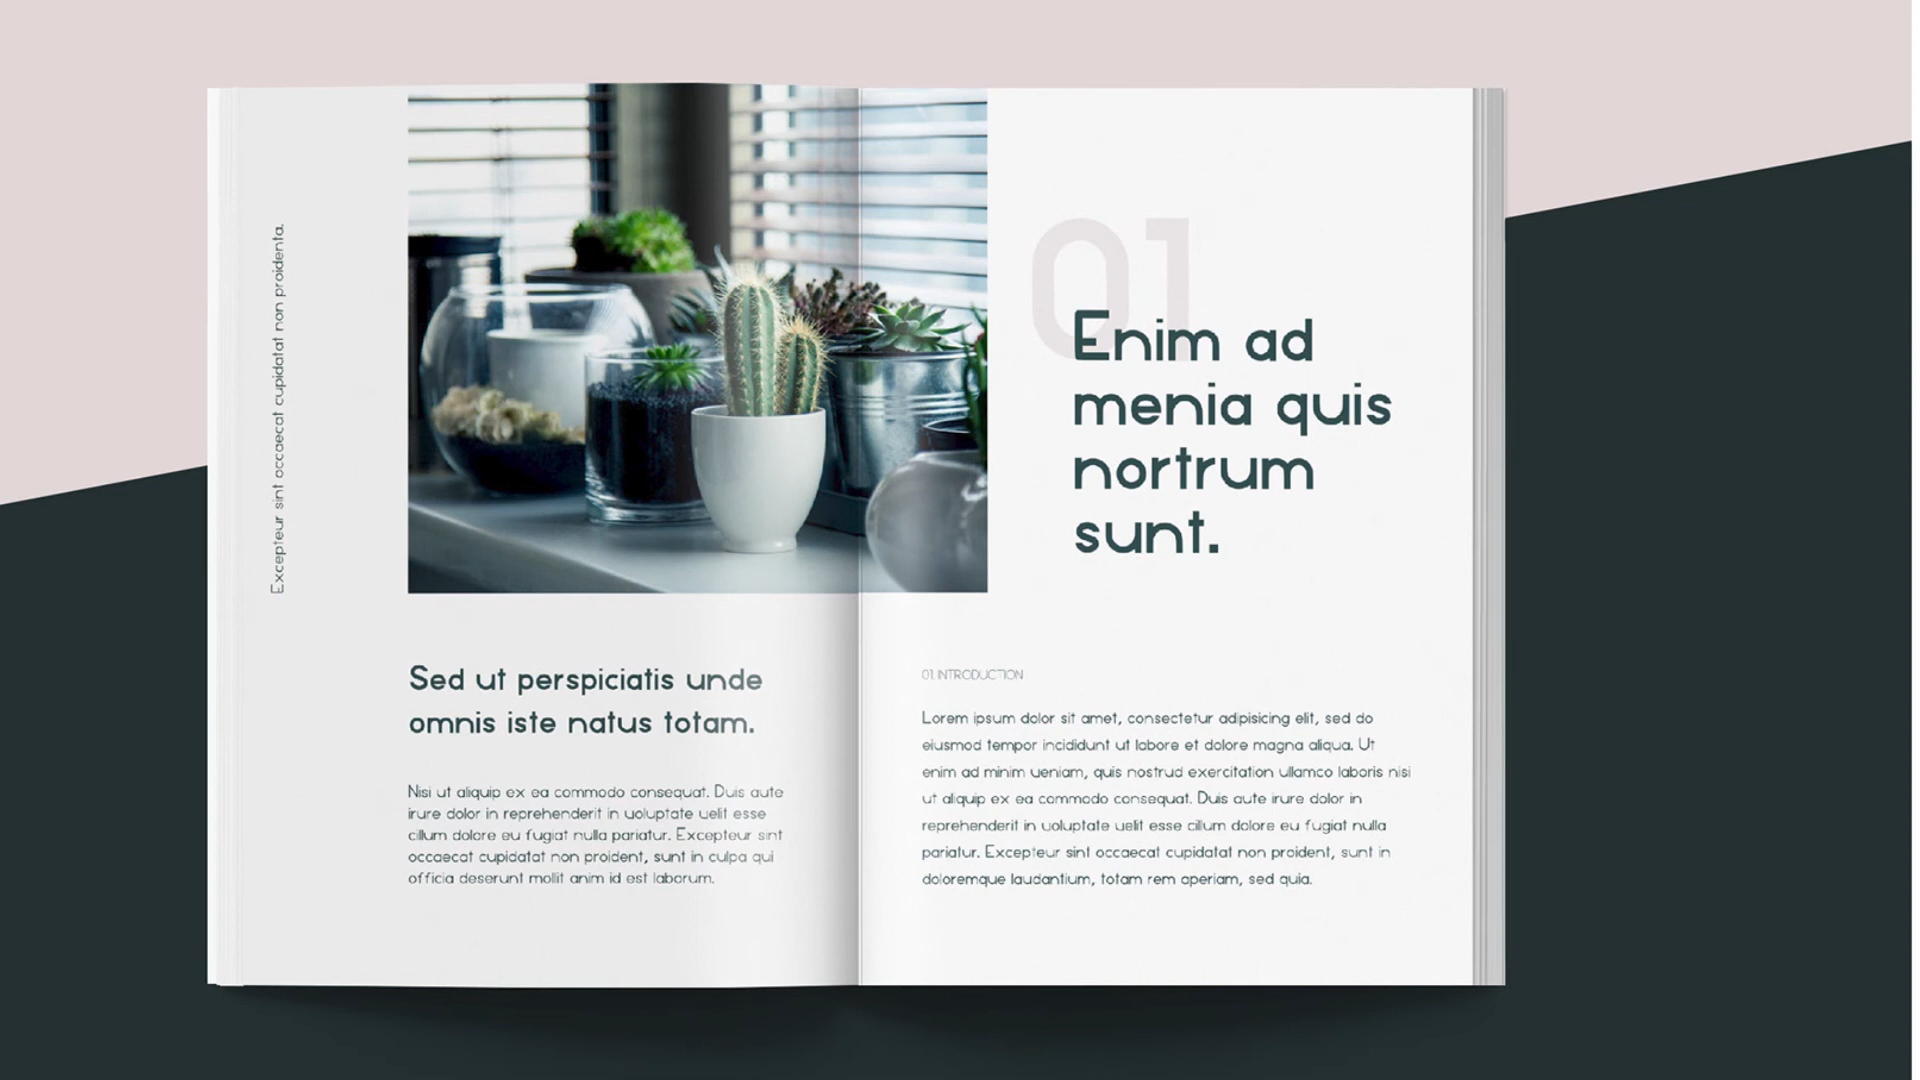 Excepteur sint occaecat cupidatat non proidenta.
Sed ut perspiciatis unde
omnis iste natus totam.
Nisi ut aliquip ex ea commodo consequat. Duis aute
irure dolor in reprehenderit in voluptate velit esse
cillum dolore eu fugiat nulla pariatur. Excepteur sint
occaecat cupidatat non proident, sunt in culpa qui
officia deserunt mollit anim id est laborum.
01
Enim ad
menia quis
nortrum
sunt.
01. INTRODUCTION
Lorem ipsum dolor sit amet, consectetur adipisicing elit, sed do
eiusmod tempor incididunt ut labore et dolore magna aliqua. Ut
enim ad minim veniam, quis nostrud exercitation ullamco laboris nisi
ut aliquip ex ea commodo consequat. Duis aute irure dolor in
reprehenderit in voluptate velit esse cillum dolore eu fugiat nulla
pariatur. Excepteur sint occaecat cupidatat non proident, sunt in
doloremque laudantium, totam rem aperiam, sed quia.